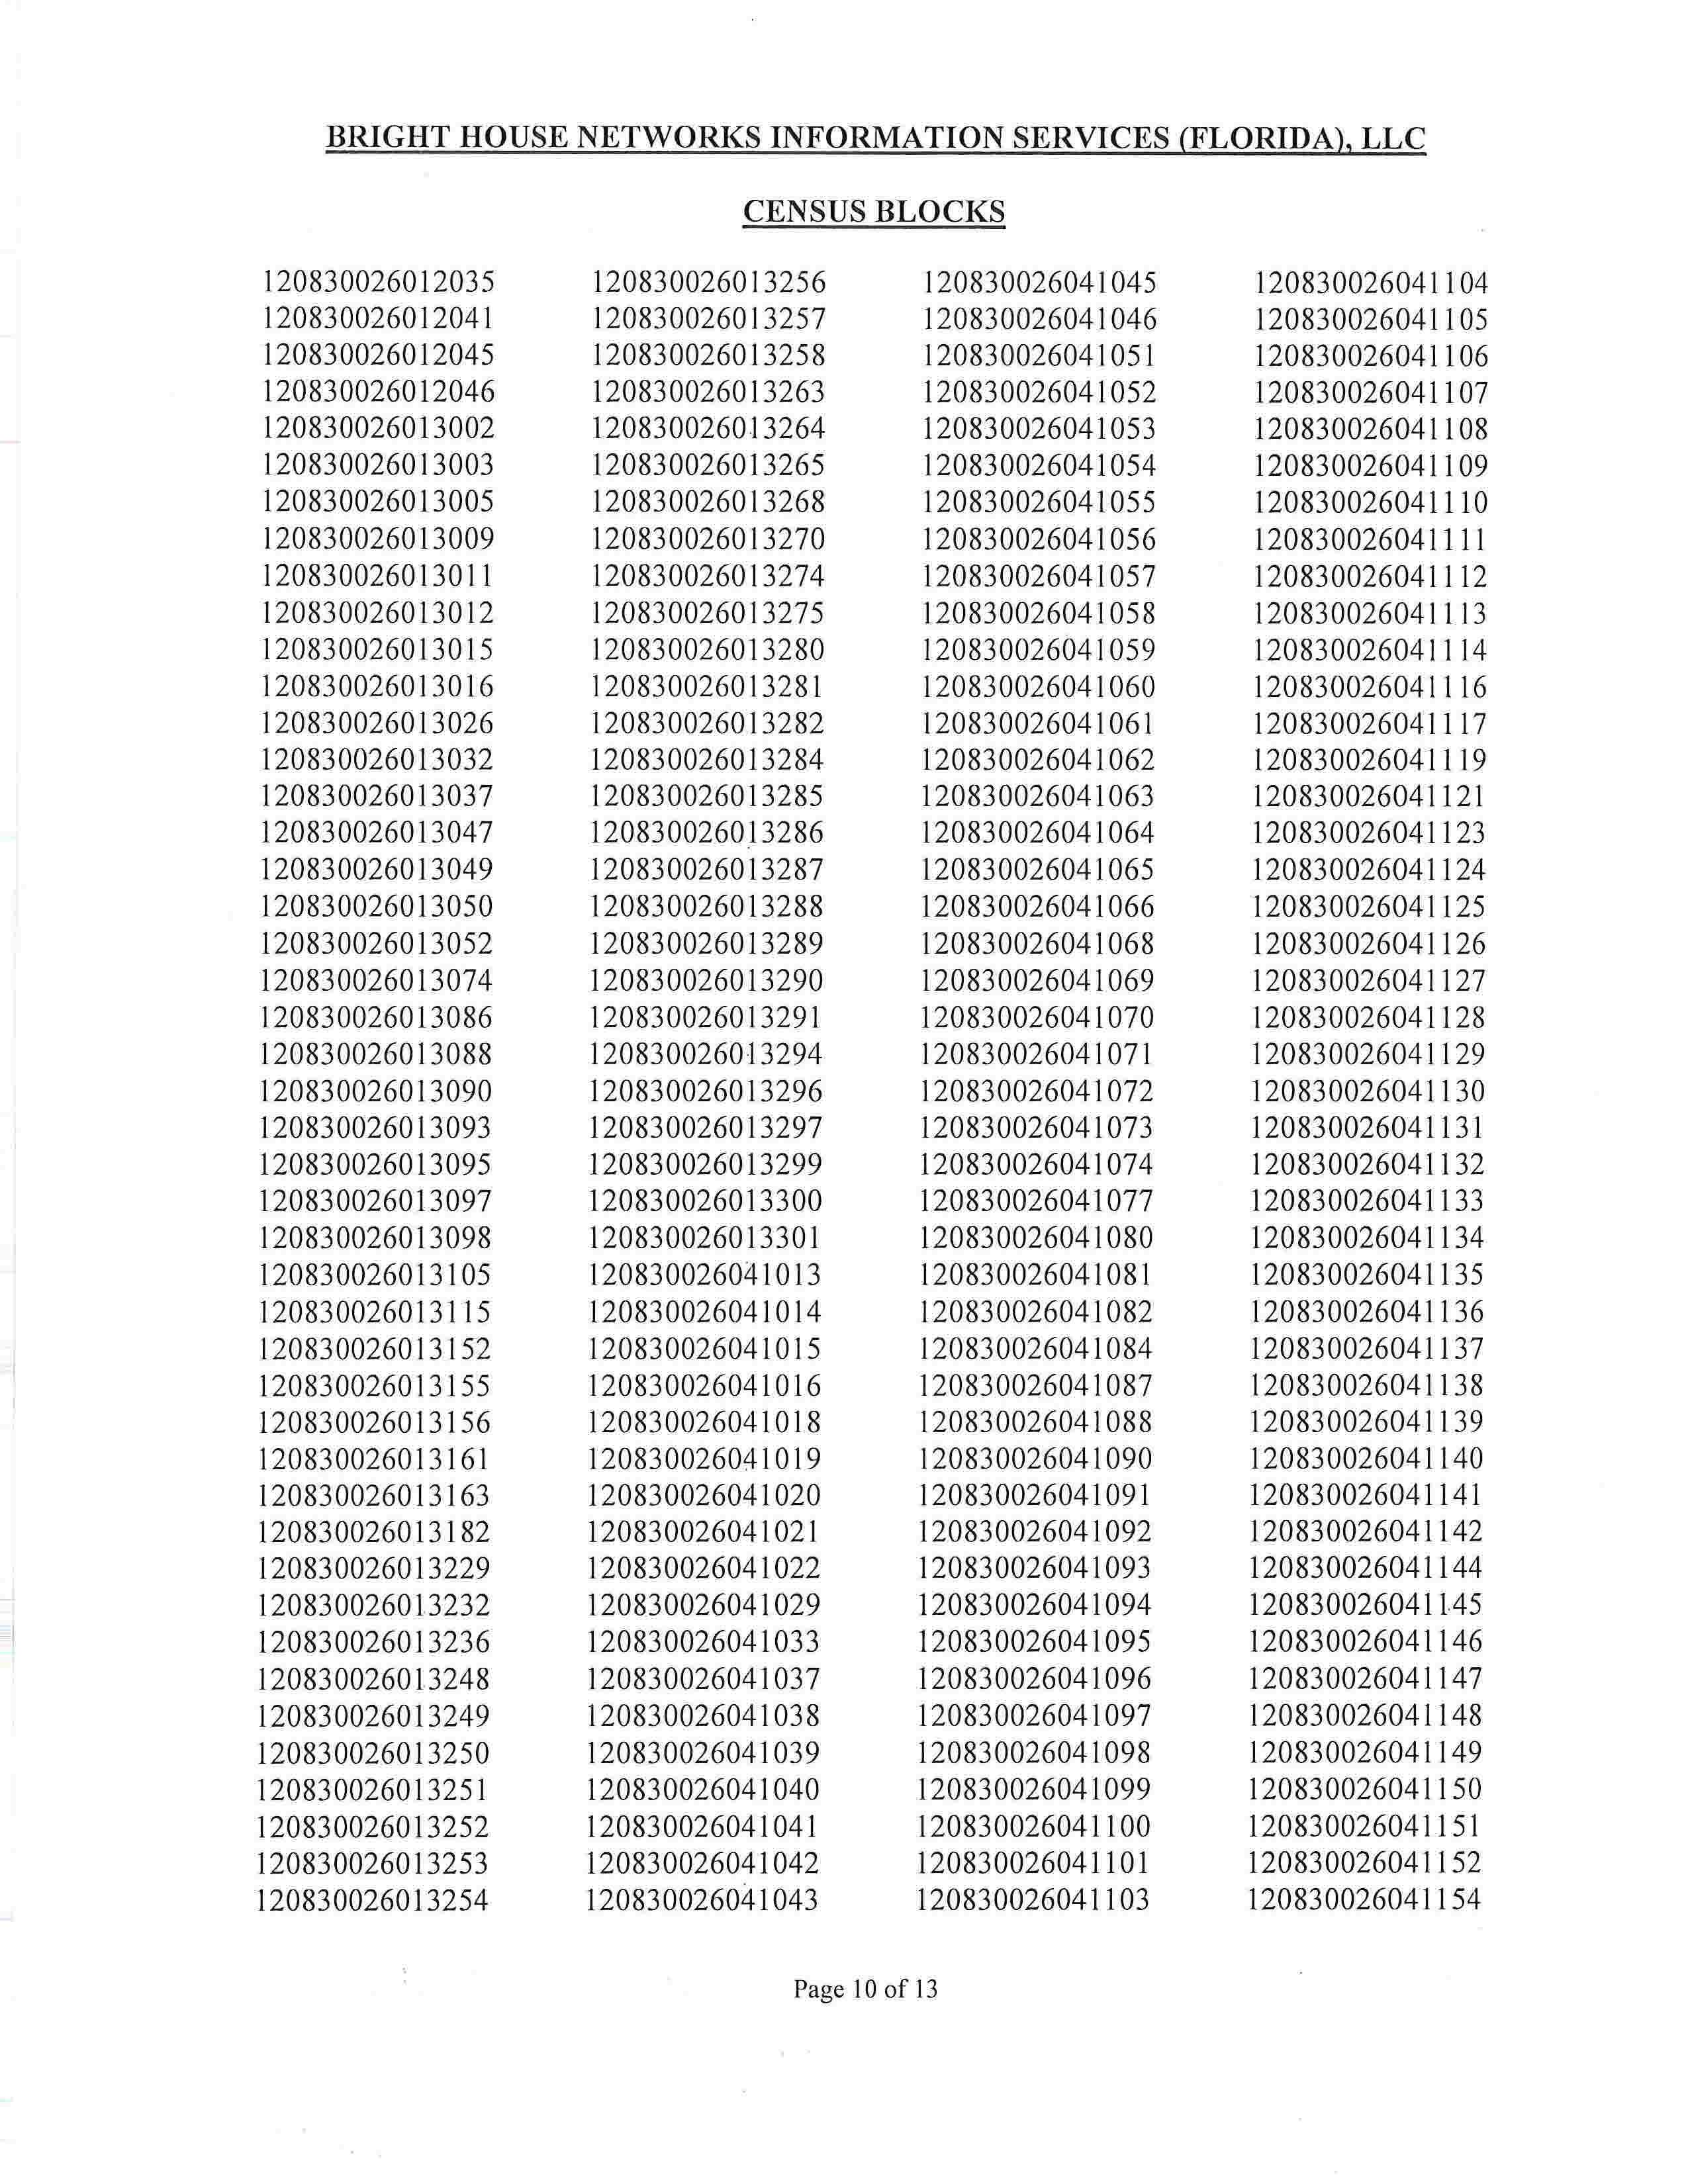 BRIGHT HOUSE NETWORKS INFORMATION SERVICES (FLORIDA), LLC
CENSUS BLOCKS
120830026012035 120830026013256 120830026041045 120830026041104
120830026012041 120830026013257 120830026041046 120830026041105
120830026012045 120830026013258 120830026041051 120830026041106
120830026012046 120830026013263 120830026041052 120830026041107
120830026013002 120830026013264 120830026041053 120830026041108
120830026013003 120830026013265 120830026041054 120830026041109
120830026013005 120830026013268 120830026041055 120830026041110
120830026013009 120830026013270 120830026041056 120830026041111
120830026013011 120830026013274 120830026041057 120830026041112
120830026013012 120830026013275 120830026041058 120830026041113
120830026013015 120830026013280 120830026041059 120830026041114
120830026013016 120830026013281 120830026041060 120830026041116
120830026013026 120830026013282 120830026041061 120830026041117
120830026013032 120830026013284 120830026041062 120830026041119
120830026013037 120830026013285 120830026041063 120830026041121
120830026013047 120830026013286 120830026041064 120830026041123
120830026013049 120830026013287 120830026041065 120830026041124
120830026013050 120830026013288 120830026041066 120830026041125
120830026013052 120830026013289 120830026041068 120830026041126
120830026013074 120830026013290 120830026041069 120830026041127
120830026013086 120830026013291 120830026041070 120830026041128
120830026013088 120830026013294 120830026041071 120830026041129
120830026013090 120830026013296 120830026041072 120830026041130
120830026013093 120830026013297 120830026041073 120830026041131
120830026013095 120830026013299 120830026041074 120830026041132
120830026013097 120830026013300 120830026041077 120830026041133
120830026013098 120830026013301 120830026041080 120830026041134
120830026013105 120830026041013 120830026041081 120830026041135
120830026013115 120830026041014 120830026041082 120830026041136
120830026013152 120830026041015 120830026041084 120830026041137
120830026013155 120830026041016 120830026041087 120830026041138
120830026013156 120830026041018 120830026041088 120830026041139
120830026013161 120830026041019 120830026041090 120830026041140
120830026013163 120830026041020 120830026041091 120830026041141
120830026013182 120830026041021 120830026041092 120830026041142
120830026013229 120830026041022 120830026041093 120830026041144
120830026013232 120830026041029 120830026041094 120830026041145
120830026013236 120830026041033 120830026041095 120830026041146
120830026013248 120830026041037 120830026041096 120830026041147
120830026013249 120830026041038 120830026041097 120830026041148
120830026013250 120830026041039 120830026041098 120830026041149
120830026013251 120830026041040 120830026041099 120830026041150
120830026013252 120830026041041 120830026041100 120830026041151
120830026013253 120830026041042 120830026041101 120830026041152
120830026013254 120830026041043 120830026041103 120830026041154
Page 10 of 13